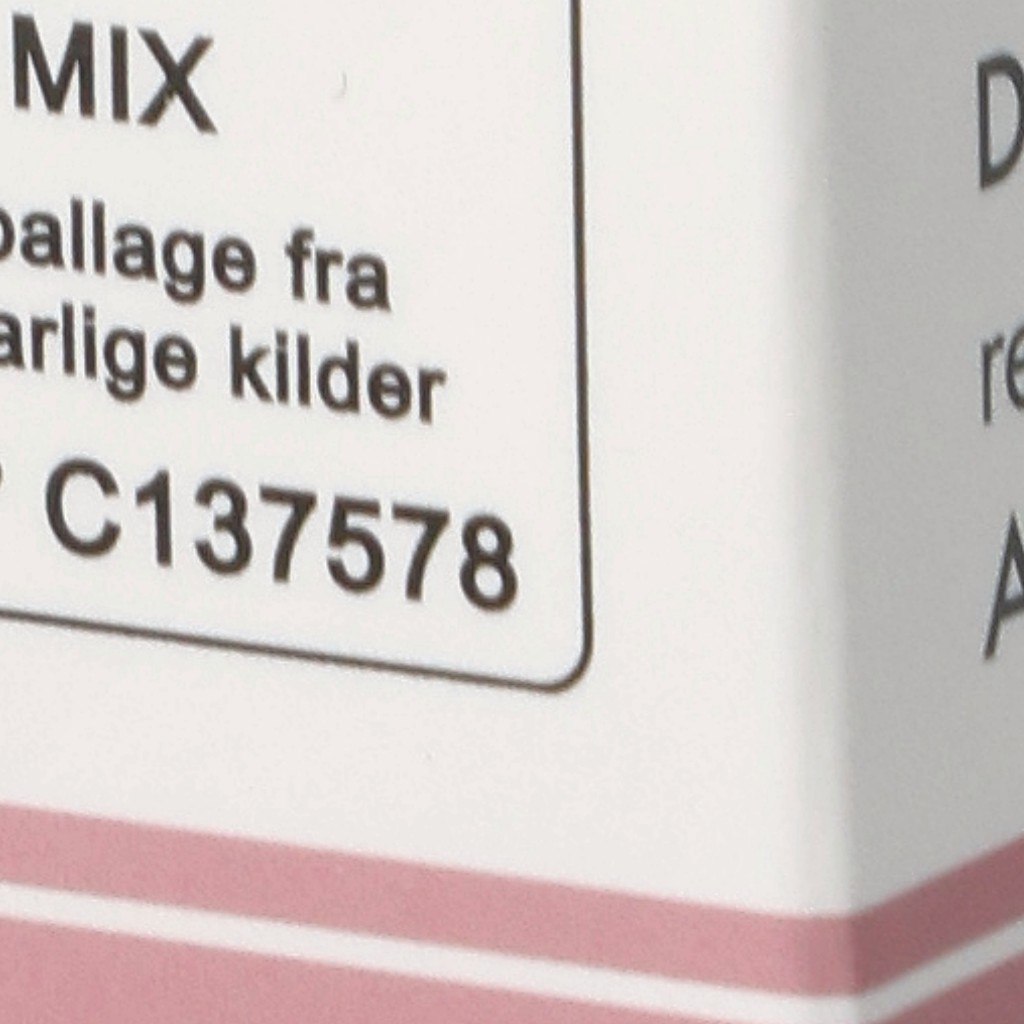 MIX
ballage fra
arlige kilder
C137578
D
re
A